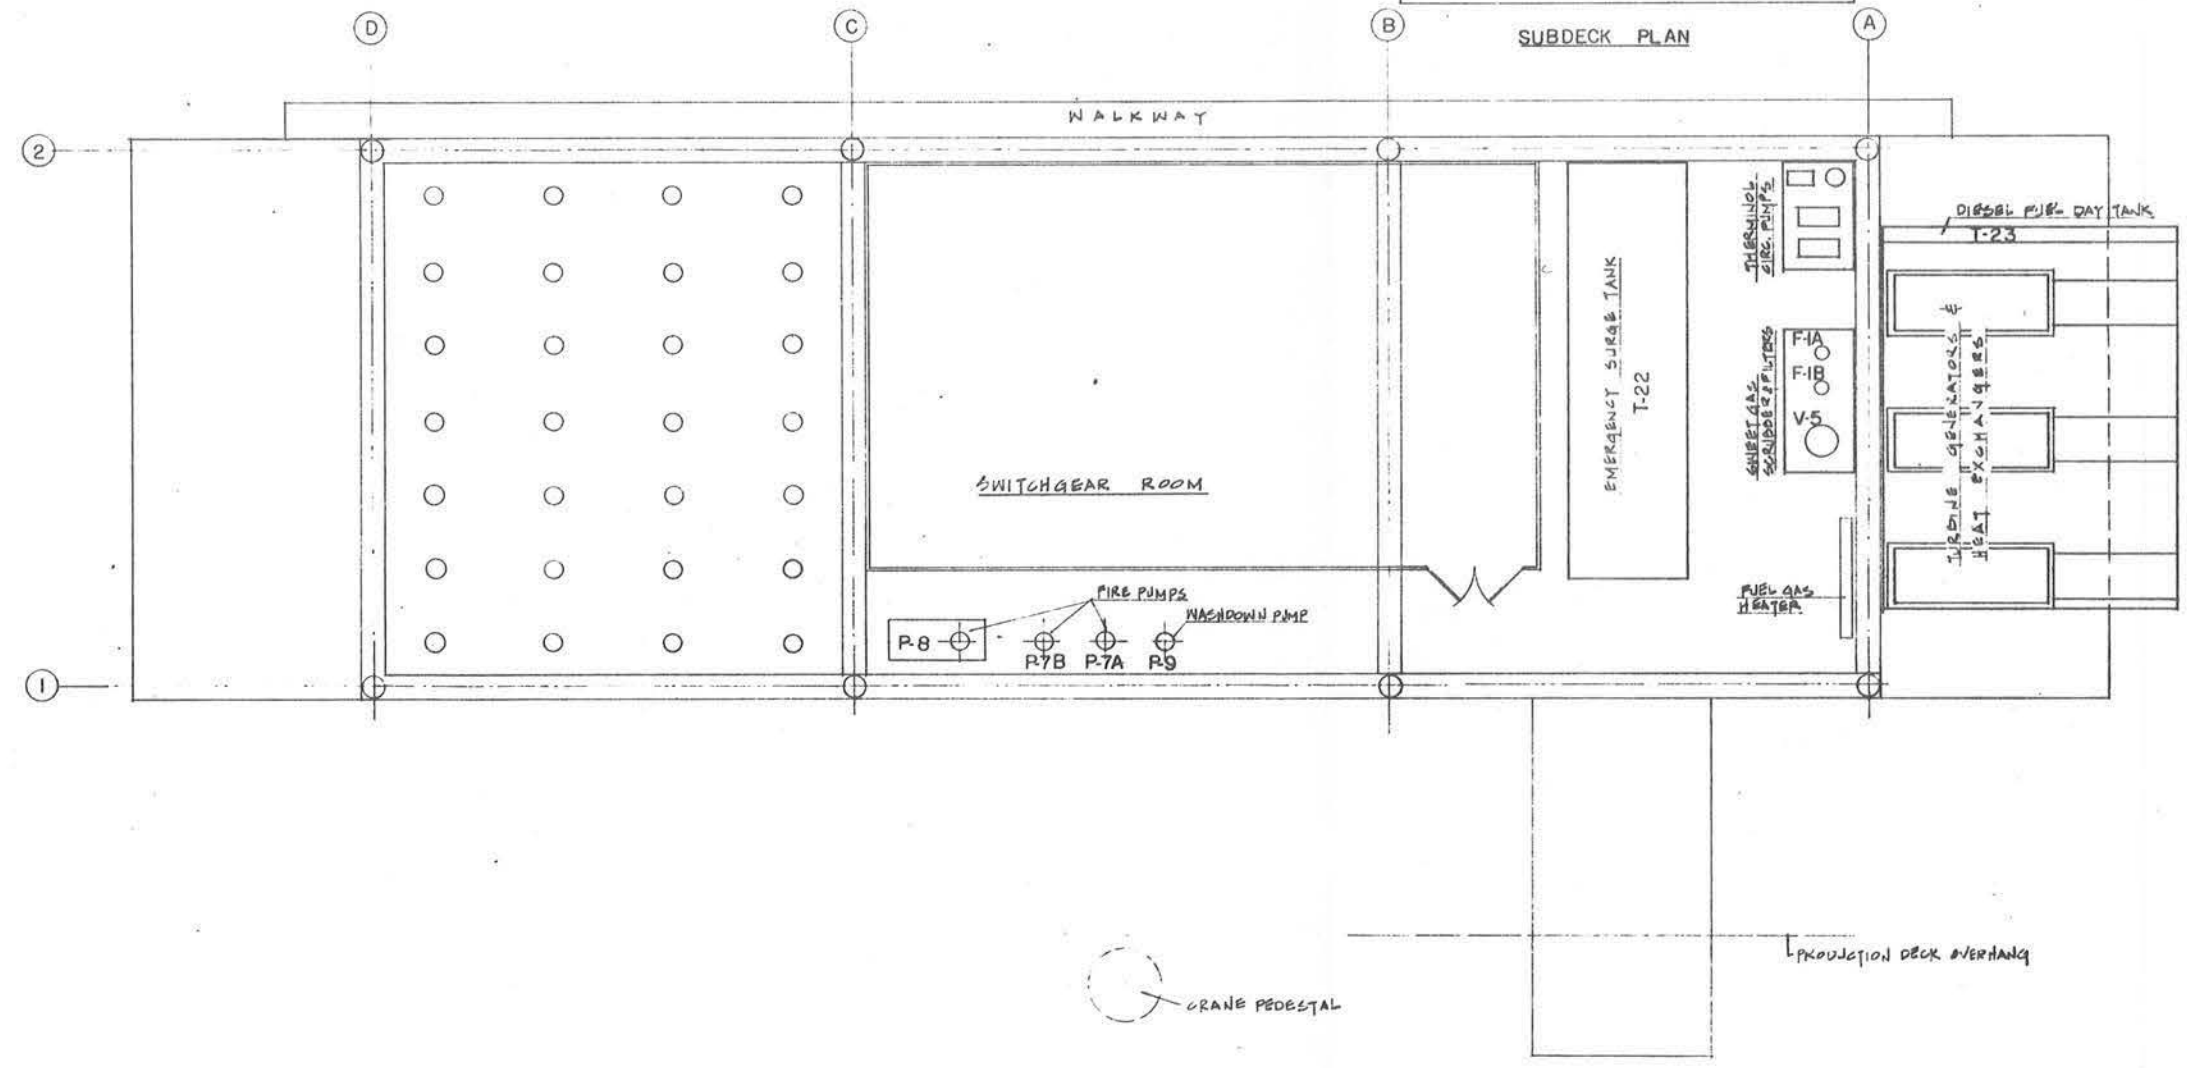 D
C
B
A
SUBDECK PLAN
WALKWAY
2
THERMINOL
CIRC. PUMPS
DIESEL FUEL DAY TANK
T-23
EMERGENCY SURGE TANK
T-22
SWEET GAS
SCRUBBER & FILTERS
F-1A
F-1B
V-5
TURBINE GENERATORS &
HEAT EXCHANGERS
SWITCHGEAR ROOM
FIRE PUMPS
WASHDOWN PUMP
FUEL GAS
HEATER
P-8
P-7B
P-7A
P-9
1
PRODUCTION DECK OVERHANG
CRANE PEDESTAL